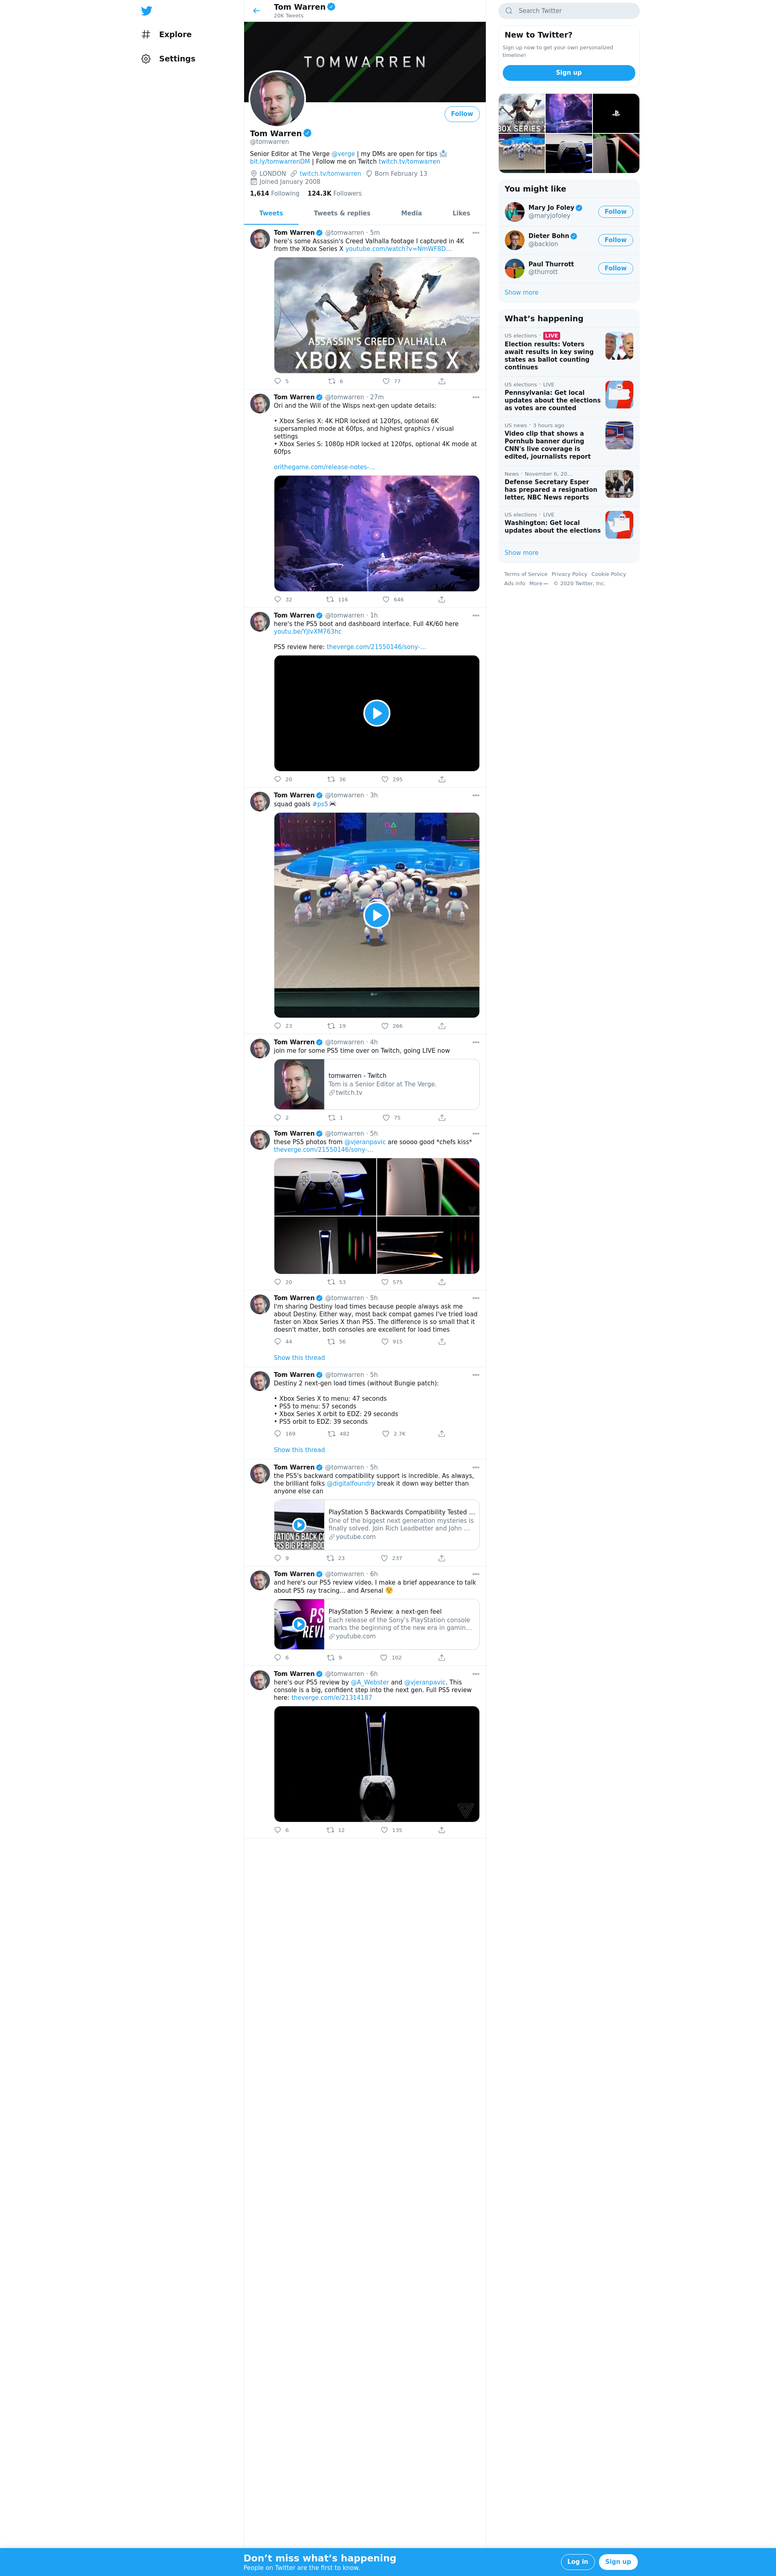 Explore
Settings
Tom Warren
20K Tweets
TOMWARREN
Follow
Tom Warren
@tomwarren
Senior Editor at The Verge @verge | my DMs are open for tips
bit.ly/tomwarrenDM | Follow me on Twitch twitch.tv/tomwarren
LONDON twitch.tv/tomwarren Born February 13
Joined January 2008
1,614 Following 124.3K Followers
Tweets Tweets & replies Media Likes
Tom Warren @tomwarren · 5m
here's some Assassin's Creed Valhalla footage I captured in 4K
from the Xbox Series X youtube.com/watch?v=NmWF8D…
ASSASSIN'S CREED VALHALLA
XBOX SERIES X
5 6 77
Tom Warren @tomwarren · 27m
Ori and the Will of the Wisps next-gen update details:
• Xbox Series X: 4K HDR locked at 120fps, optional 6K
supersampled mode at 60fps, and highest graphics / visual
settings
• Xbox Series S: 1080p HDR locked at 120fps, optional 4K mode at
60fps
orithegame.com/release-notes-…
32 116 646
Tom Warren @tomwarren · 1h
here's the PS5 boot and dashboard interface. Full 4K/60 here
youtu.be/YJlvXM763hc
PS5 review here: theverge.com/21550146/sony-…
20 36 295
Tom Warren @tomwarren · 3h
squad goals #ps5
23 19 266
Tom Warren @tomwarren · 4h
join me for some PS5 time over on Twitch, going LIVE now
tomwarren - Twitch
Tom is a Senior Editor at The Verge.
twitch.tv
2 1 75
Tom Warren @tomwarren · 5h
these PS5 photos from @vjeranpavic are soooo good *chefs kiss*
theverge.com/21550146/sony-…
20 53 575
Tom Warren @tomwarren · 5h
I'm sharing Destiny load times because people always ask me
about Destiny. Either way, most back compat games I've tried load
faster on Xbox Series X than PS5. The difference is so small that it
doesn't matter, both consoles are excellent for load times
44 56 915
Show this thread
Tom Warren @tomwarren · 5h
Destiny 2 next-gen load times (without Bungie patch):
• Xbox Series X to menu: 47 seconds
• PS5 to menu: 57 seconds
• Xbox Series X orbit to EDZ: 29 seconds
• PS5 orbit to EDZ: 39 seconds
169 482 2.7K
Show this thread
Tom Warren @tomwarren · 5h
the PS5's backward compatibility support is incredible. As always,
the brilliant folks @digitalfoundry break it down way better than
anyone else can
PlayStation 5 Backwards Compatibility Tested …
One of the biggest next generation mysteries is
finally solved. Join Rich Leadbetter and John …
youtube.com
9 23 237
Tom Warren @tomwarren · 6h
and here's our PS5 review video. I make a brief appearance to talk
about PS5 ray tracing... and Arsenal
PlayStation 5 Review: a next-gen feel
Each release of the Sony's PlayStation console
marks the beginning of the new era in gamin…
youtube.com
6 9 102
Tom Warren @tomwarren · 6h
here's our PS5 review by @A_Webster and @vjeranpavic. This
console is a big, confident step into the next gen. Full PS5 review
here: theverge.com/e/21314187
6 12 135
Search Twitter
New to Twitter?
Sign up now to get your own personalized
timeline!
Sign up
You might like
Mary Jo Foley
@maryjofoley
Follow
Dieter Bohn
@backlon
Follow
Paul Thurrott
@thurrott
Follow
Show more
What's happening
US elections · LIVE
Election results: Voters
await results in key swing
states as ballot counting
continues
US elections · LIVE
Pennsylvania: Get local
updates about the elections
as votes are counted
US news · 3 hours ago
Video clip that shows a
Pornhub banner during
CNN's live coverage is
edited, journalists report
News · November 6, 20…
Defense Secretary Esper
has prepared a resignation
letter, NBC News reports
US elections · LIVE
Washington: Get local
updates about the elections
Show more
Terms of Service Privacy Policy Cookie Policy
Ads info More © 2020 Twitter, Inc.
Don't miss what's happening
People on Twitter are the first to know.
Log in Sign up